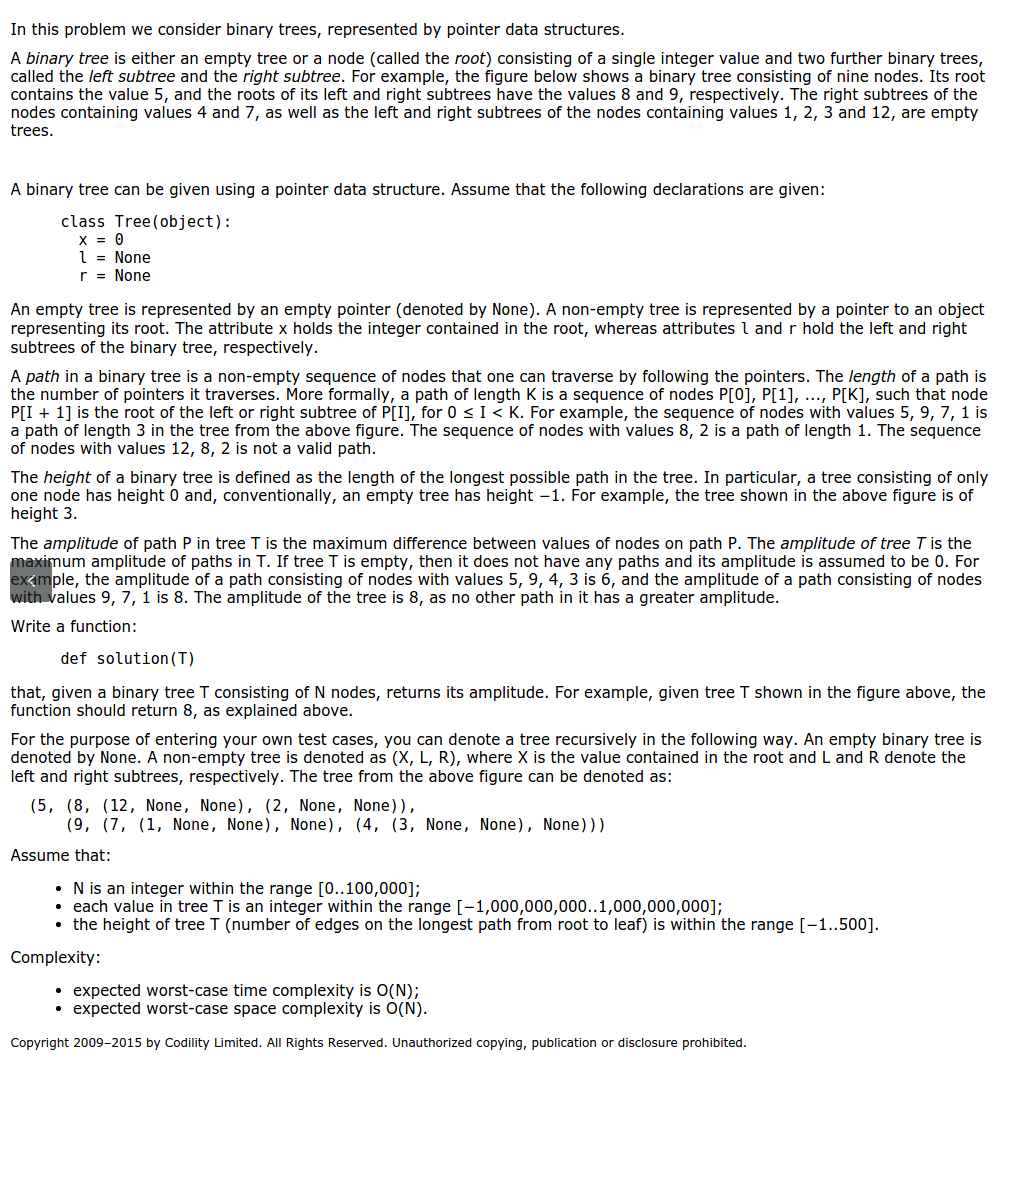 In this problem we consider binary trees, represented by pointer data structures.
A binary tree is either an empty tree or a node (called the root) consisting of a single integer value and two further binary trees,
called the left subtree and the right subtree. For example, the figure below shows a binary tree consisting of nine nodes. Its root
contains the value 5, and the roots of its left and right subtrees have the values 8 and 9, respectively. The right subtrees of the
nodes containing values 4 and 7, as well as the left and right subtrees of the nodes containing values 1, 2, 3 and 12, are empty
trees.
A binary tree can be given using a pointer data structure. Assume that the following declarations are given:
class Tree(object):
x = 0
l = None
r = None
An empty tree is represented by an empty pointer (denoted by None). A non-empty tree is represented by a pointer to an object
representing its root. The attribute x holds the integer contained in the root, whereas attributes l and r hold the left and right
subtrees of the binary tree, respectively.
A path in a binary tree is a non-empty sequence of nodes that one can traverse by following the pointers. The length of a path is
the number of pointers it traverses. More formally, a path of length K is a sequence of nodes P[0], P[1], ..., P[K], such that node
P[I + 1] is the root of the left or right subtree of P[I], for 0 ≤ I < K. For example, the sequence of nodes with values 5, 9, 7, 1 is
a path of length 3 in the tree from the above figure. The sequence of nodes with values 8, 2 is a path of length 1. The sequence
of nodes with values 12, 8, 2 is not a valid path.
The height of a binary tree is defined as the length of the longest possible path in the tree. In particular, a tree consisting of only
one node has height 0 and, conventionally, an empty tree has height −1. For example, the tree shown in the above figure is of
height 3.
The amplitude of path P in tree T is the maximum difference between values of nodes on path P. The amplitude of tree T is the
maximum amplitude of paths in T. If tree T is empty, then it does not have any paths and its amplitude is assumed to be 0. For
example, the amplitude of a path consisting of nodes with values 5, 9, 4, 3 is 6, and the amplitude of a path consisting of nodes
with values 9, 7, 1 is 8. The amplitude of the tree is 8, as no other path in it has a greater amplitude.
Write a function:
def solution(T)
that, given a binary tree T consisting of N nodes, returns its amplitude. For example, given tree T shown in the figure above, the
function should return 8, as explained above.
For the purpose of entering your own test cases, you can denote a tree recursively in the following way. An empty binary tree is
denoted by None. A non-empty tree is denoted as (X, L, R), where X is the value contained in the root and L and R denote the
left and right subtrees, respectively. The tree from the above figure can be denoted as:
(5, (8, (12, None, None), (2, None, None)),
(9, (7, (1, None, None), None), (4, (3, None, None), None)))
Assume that:
• N is an integer within the range [0..100,000];
• each value in tree T is an integer within the range [−1,000,000,000..1,000,000,000];
• the height of tree T (number of edges on the longest path from root to leaf) is within the range [−1..500].
Complexity:
• expected worst-case time complexity is O(N);
• expected worst-case space complexity is O(N).
Copyright 2009–2015 by Codility Limited. All Rights Reserved. Unauthorized copying, publication or disclosure prohibited.